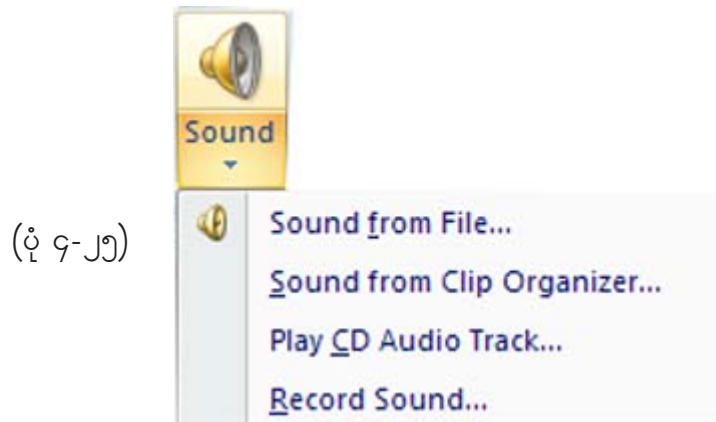 Sound
(ပုံ ၄-၂၅)
Sound from File...
Sound from Clip Organizer...
Play CD Audio Track...
Record Sound...